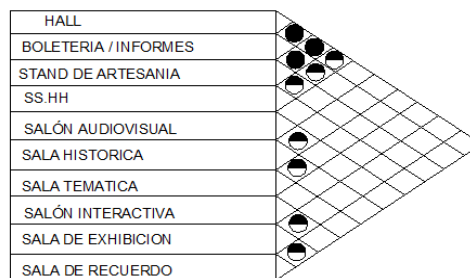 HALL
BOLETERIA / INFORMES
STAND DE ARTESANIA
SS.HH
SALÓN AUDIOVISUAL
SALA HISTORICA
SALA TEMATICA
SALÓN INTERACTIVA
SALA DE EXHIBICION
SALA DE RECUERDO